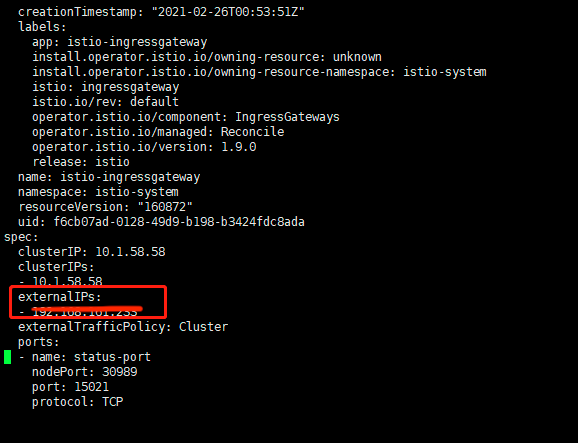 creationTimestamp: "2021-02-26T00:53:51Z"
labels:
app: istio-ingressgateway
install.operator.istio.io/owning-resource: unknown
install.operator.istio.io/owning-resource-namespace: istio-system
istio: ingressgateway
istio.io/rev: default
operator.istio.io/component: IngressGateways
operator.istio.io/managed: Reconcile
operator.istio.io/version: 1.9.0
release: istio
name: istio-ingressgateway
namespace: istio-system
resourceVersion: "160872"
uid: f6cb07ad-0128-49d9-b198-b3424fdc8ada
spec:
clusterIP: 10.1.58.58
clusterIPs:
- 10.1.58.58
externalIPs:
-
externalTrafficPolicy: Cluster
ports:
- name: status-port
nodePort: 30989
port: 15021
protocol: TCP